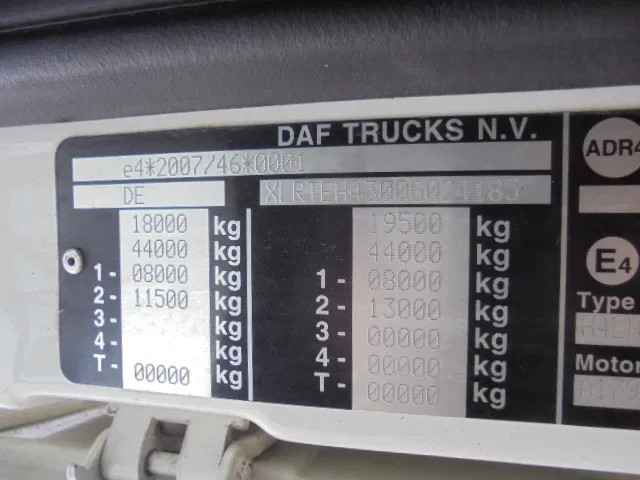 DAF TRUCKS N.V.
ADR4
e4*2007/46*0001
DE
18000 kg 19500 kg
44000 kg 44000 kg
E4
1- 08000 kg 1- 08000 kg
2- 11500 kg 2- 13000 kg
Type
3- kg 3- 00000 kg
4- kg 4- 00000 kg
Motor
T- 00000 kg T- 00000 kg